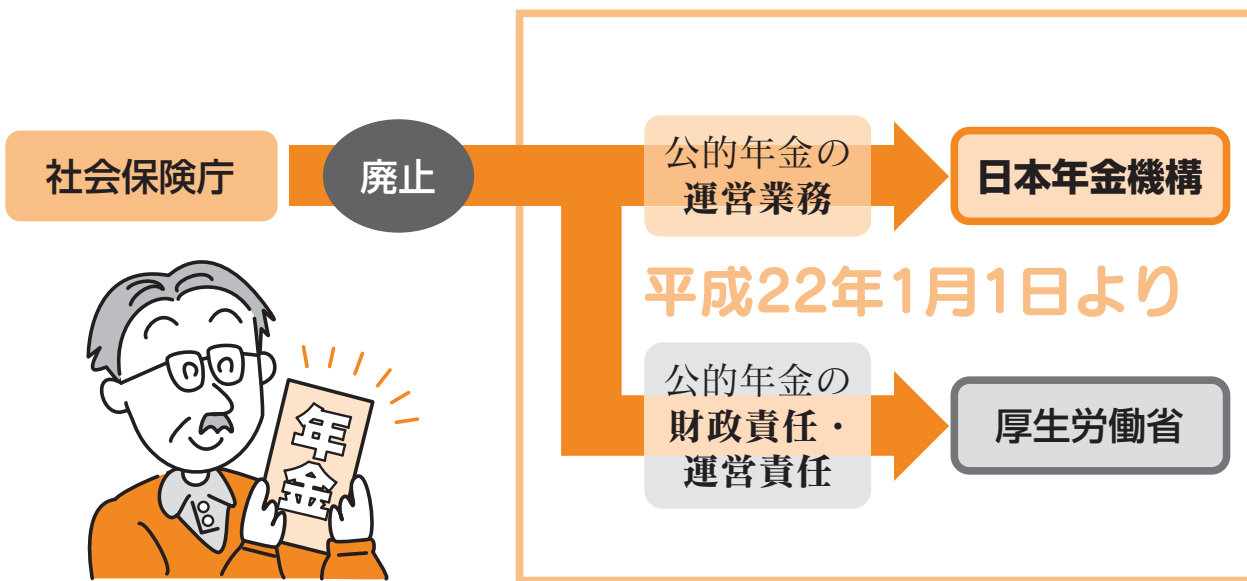 社会保険庁
廃止
公的年金の
運営業務
日本年金機構
平成22年1月1日より
公的年金の
財政責任・
運営責任
厚生労働省
年金